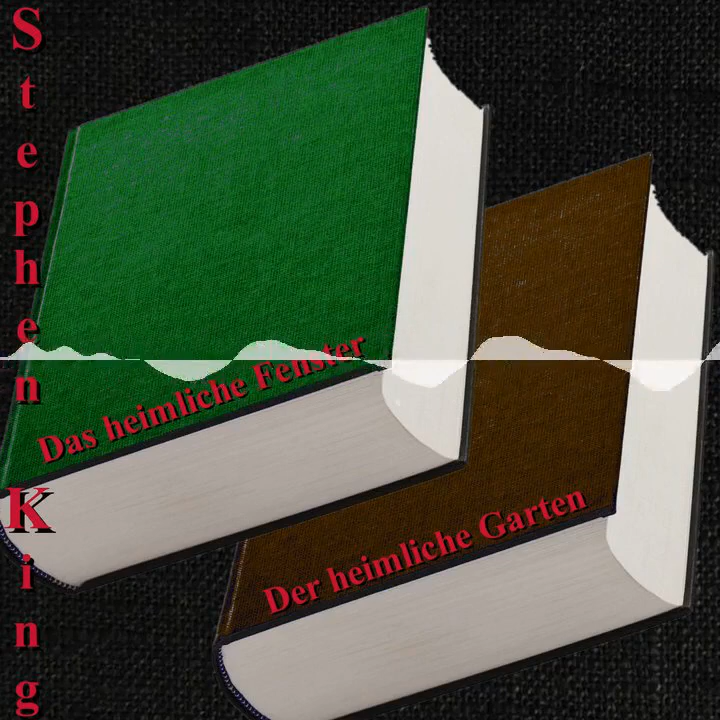 Stephen King
Das heimliche Fenster
Der heimliche Garten